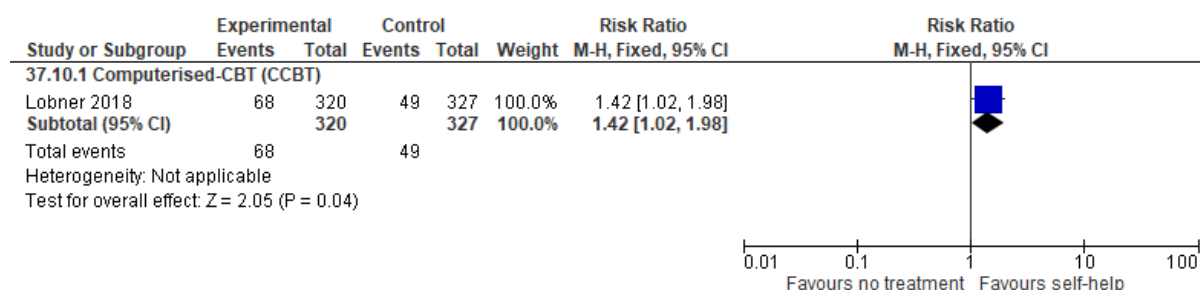 Experimental Control Risk Ratio Risk Ratio
Study or Subgroup Events Total Events Total Weight M-H, Fixed, 95% CI M-H, Fixed, 95% CI
37.10.1 Computerised-CBT (CCBT)
Lobner 2018 68 320 49 327 100.0% 1.42 [1.02, 1.98]
Subtotal (95% CI) 320 327 100.0% 1.42 [1.02, 1.98]
Total events 68 49
Heterogeneity: Not applicable
Test for overall effect: Z = 2.05 (P = 0.04)
0.01 0.1 1 10 100
Favours no treatment Favours self-help